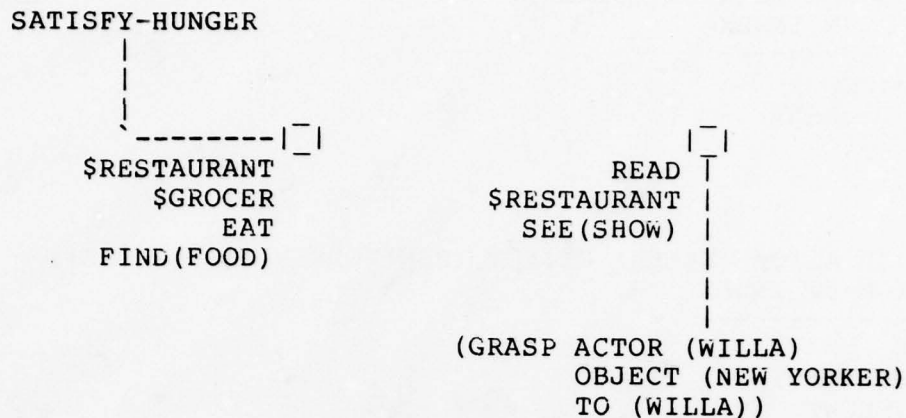 SATISFY-HUNGER
$RESTAURANT
$GROCER
EAT
FIND(FOOD)
READ
$RESTAURANT
SEE(SHOW)
(GRASP ACTOR (WILLA)
OBJECT (NEW YORKER)
TO (WILLA))